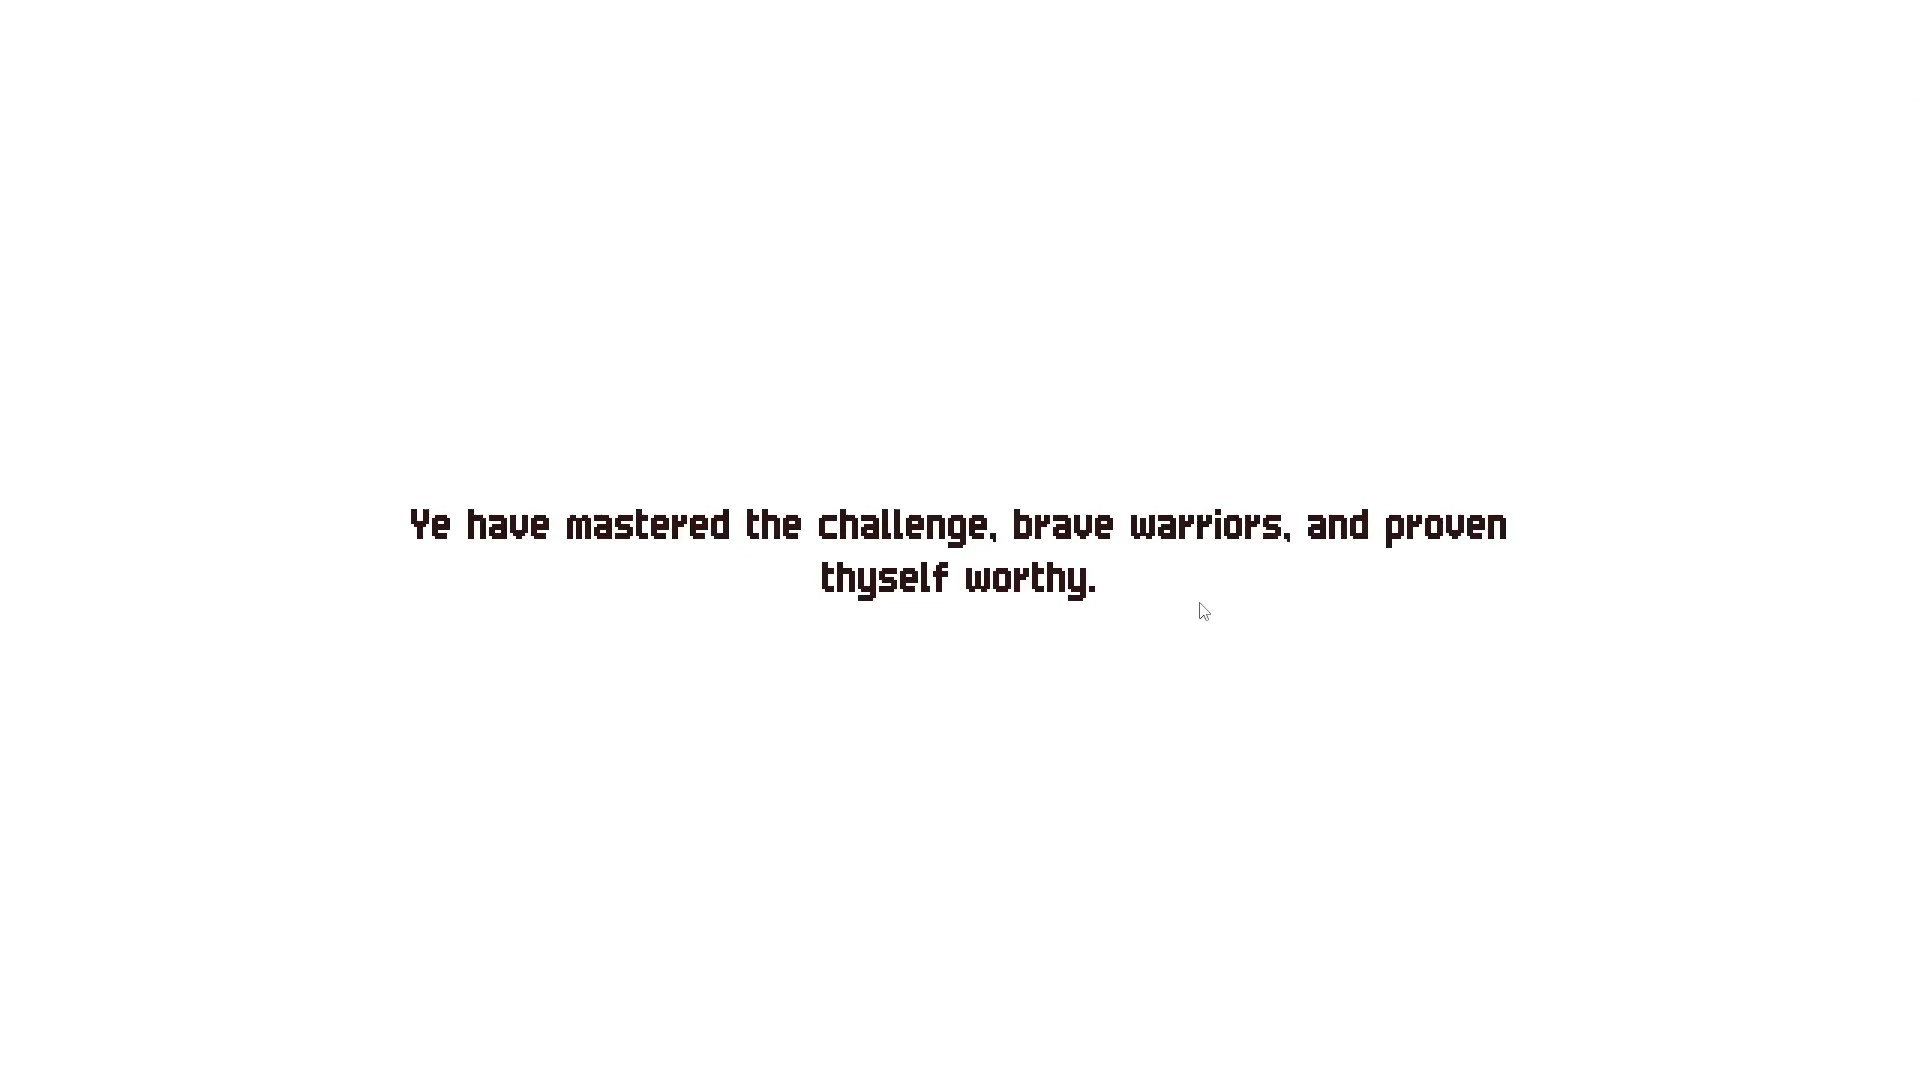 Ye have mastered the challenge, brave warriors, and proven
thyself worthy.